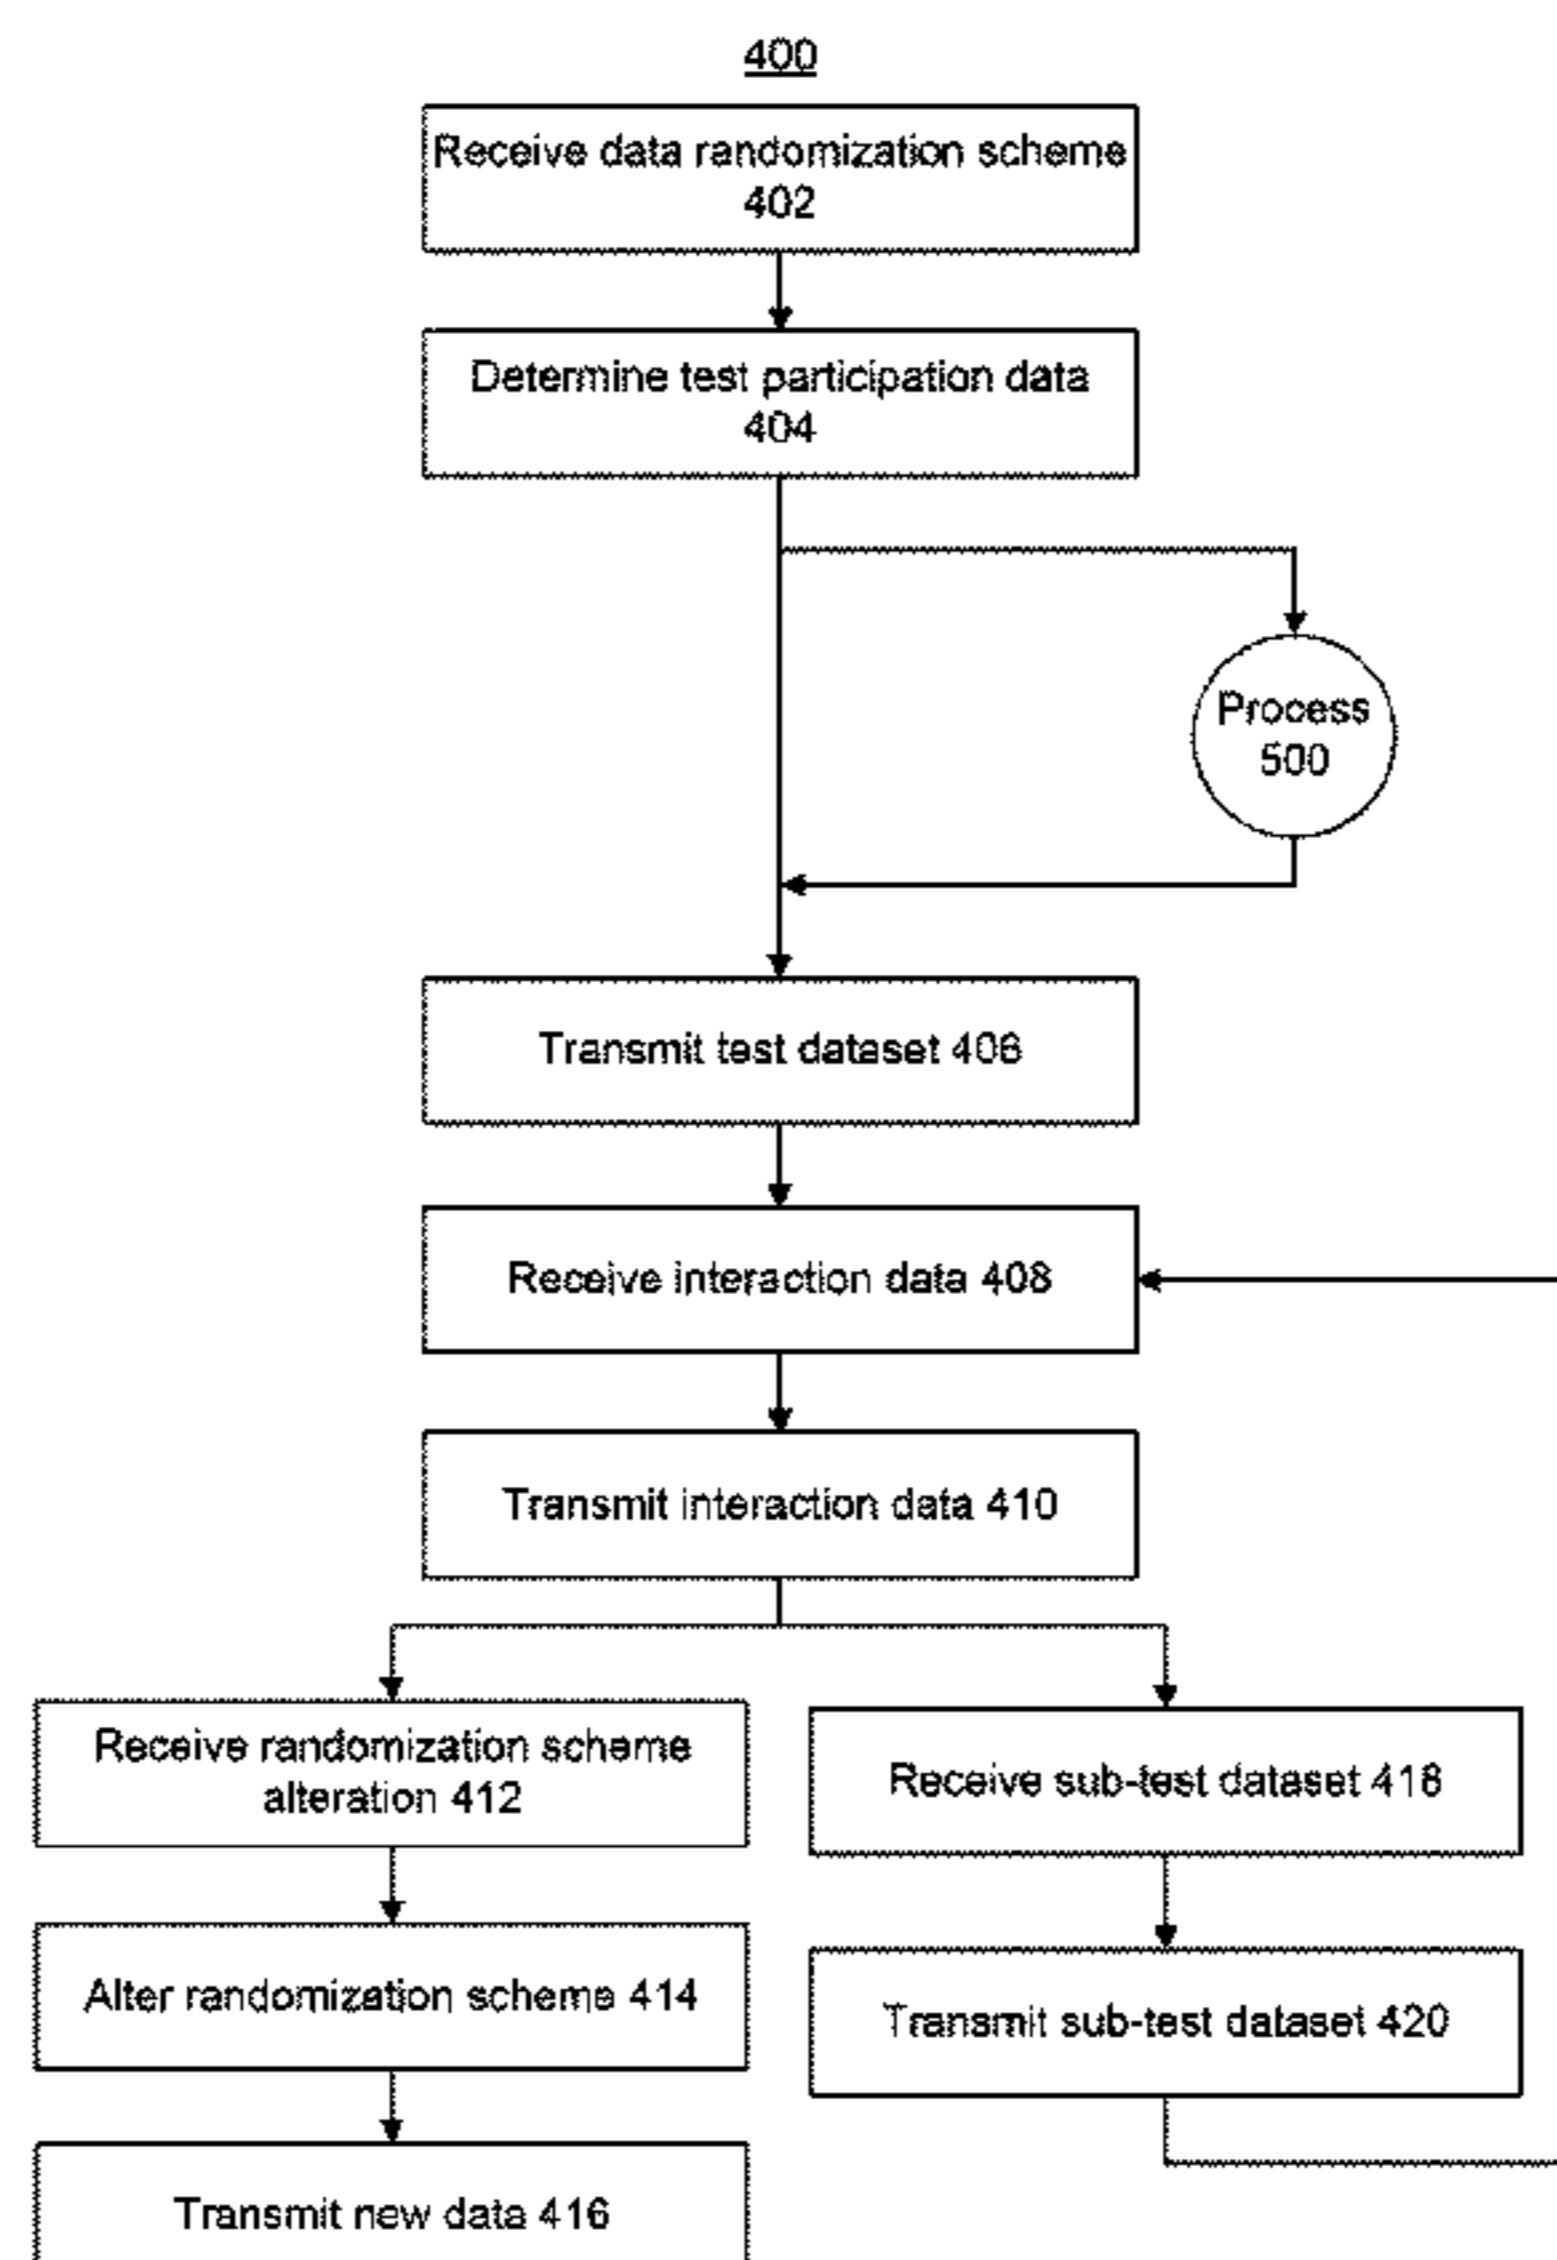 400
Receive data randomization scheme
402
Determine test participation data
404
Process
500
Transmit test dataset 406
Receive interaction data 408
Transmit interaction data 410
Receive randomization scheme
alteration 412
Receive sub-test dataset 418
Alter randomization scheme 414
Transmit sub-test dataset 420
Transmit new data 416